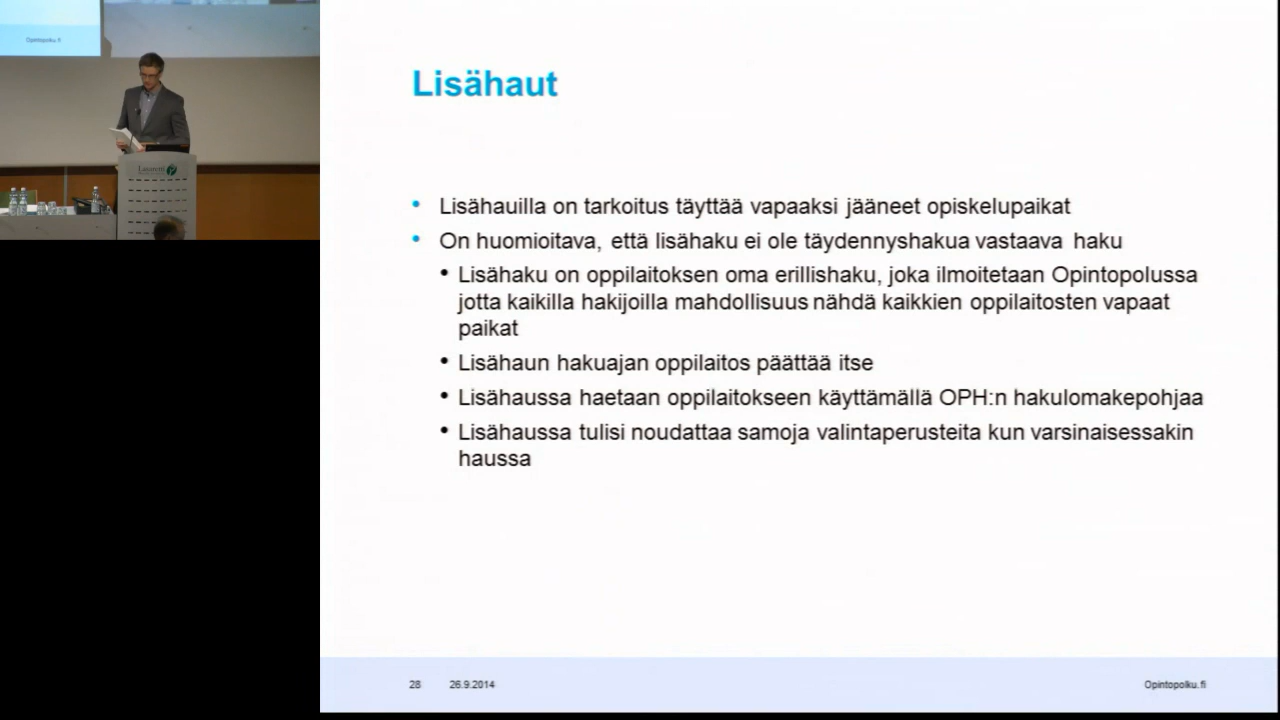 Opintopolku.fi
Lisähaut
Lisähauilla on tarkoitus täyttää vapaaksi jääneet opiskelupaikat
On huomioitava, että lisähaku ei ole täydennyshakua vastaava haku
Lisähaku on oppilaitoksen oma erillishaku, joka ilmoitetaan Opintopolussa
jotta kaikilla hakijoilla mahdollisuus nähdä kaikkien oppilaitosten vapaat
paikat
Lisähaun hakuajan oppilaitos päättää itse
Lisähaussa haetaan oppilaitokseen käyttämällä OPH:n hakulomakepohjaa
Lisähaussa tulisi noudattaa samoja valintaperusteita kun varsinaisessakin
haussa
28 26.9.2014 Opintopolku.fi